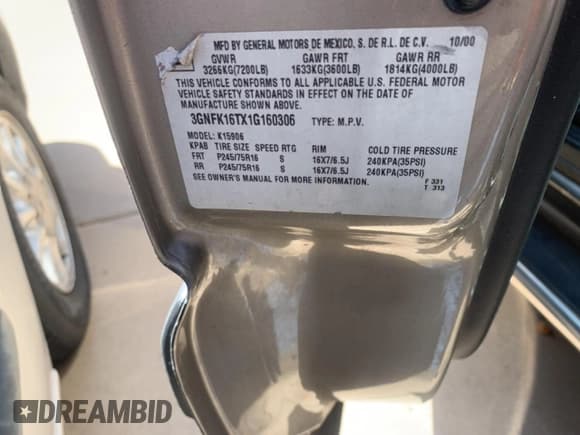 MFD BY GENERAL MOTORS DE MEXICO, S. DE R.L. DE C.V. 10/00
GVWR GAWR FRT GAWR RR
3266KG(7200LB) 1633KG(3600LB) 1814KG(4000LB)
THIS VEHICLE CONFORMS TO ALL APPLICABLE U.S. FEDERAL MOTOR
VEHICLE SAFETY STANDARDS IN EFFECT ON THE DATE OF
MANUFACTURE SHOWN ABOVE.
3GNFK16TX1G160306 TYPE: M.P.V.
MODEL: K15906
KPAB TIRE SIZE SPEED RTG RIM COLD TIRE PRESSURE
FRT P245/75R16 S 16X7/6.5J 240KPA(35PSI)
RR P245/75R16 S 16X7/6.5J 240KPA(35PSI)
SEE OWNER'S MANUAL FOR MORE INFORMATION. F 331
T 313
DREAMBID